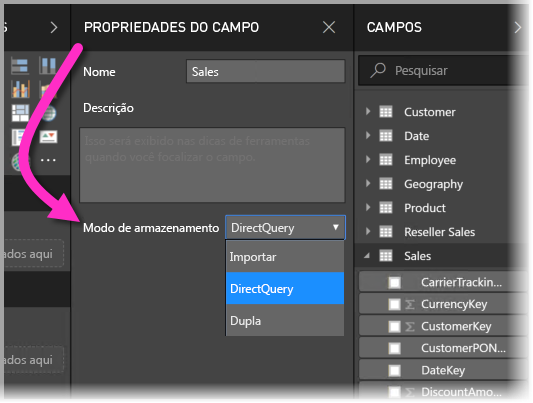 S
PROPRIEDADES DO CAMPO
Nome
Sales
Descrição
Isso será exibido nas dicas de ferramentas
quando você focalizar o campo.
Modo de armazenamento
DirectQuery
Importar
DirectQuery
Dupla
ados aqui
ados aqui
CAMPOS
Pesquisar
Customer
Date
Employee
Geography
Product
Reseller Sales
Sales
CarrierTrackin...
CurrencyKey
CustomerKey
CustomerPON...
DateKey
DiscountAmo...